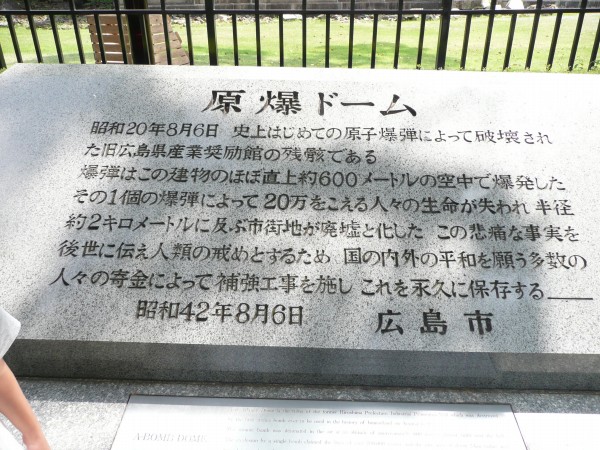 原爆ドーム
昭和20年8月6日 史上はじめての原子爆弾によって破壊され
た旧広島県産業奨励館の残骸である
爆弾はこの建物のほぼ直上約600メートルの空中で爆発した
その1個の爆弾によって20万をこえる人々の生命が失われ 半径
約2キロメートルに及ぶ市街地が廃墟と化した この悲痛な事実を
後世に伝え人類の戒めとするため 国の内外の平和を願う多数の
人々の寄金によって補強工事を施し これを永久に保存する
昭和42年8月6日 広島市
A-BOMB DOME